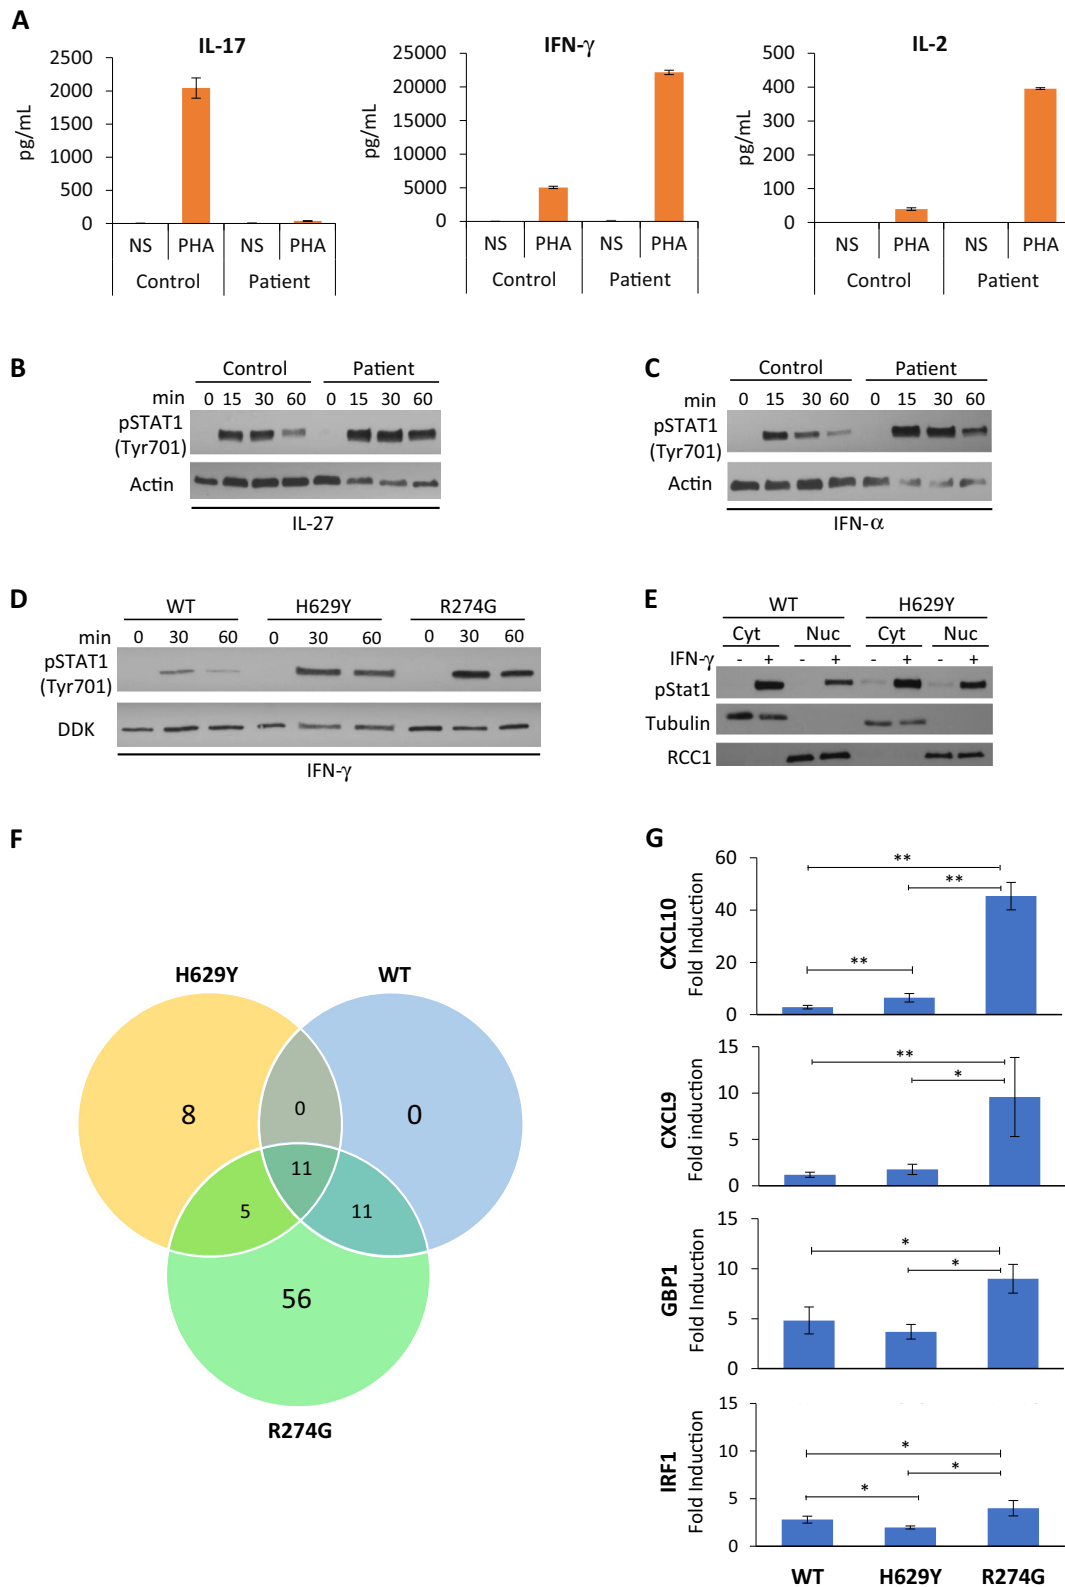 A
IL-17
pg/mL
2500
2000
1500
1000
500
0
NS PHA NS PHA
Control Patient
IFN-γ
pg/mL
25000
20000
15000
10000
5000
0
NS PHA NS PHA
Control Patient
IL-2
pg/mL
500
400
300
200
100
0
NS PHA NS PHA
Control Patient
B
Control Patient
min 0 15 30 60 0 15 30 60
pSTAT1
(Tyr701)
Actin
IL-27
C
Control Patient
min 0 15 30 60 0 15 30 60
pSTAT1
(Tyr701)
Actin
IFN-α
D
WT H629Y R274G
min 0 30 60 0 30 60 0 30 60
pSTAT1
(Tyr701)
DDK
IFN-γ
E
WT H629Y
Cyt Nuc Cyt Nuc
IFN-γ - + - + - + - +
pStat1
Tubulin
RCC1
F
H629Y WT
8 0 0
11
5 11
56
R274G
G
CXCL10
Fold Induction
60
40
20
0
** 
**
**
CXCL9
Fold induction
15
10
5
0
**
*
GBP1
Fold Induction
15
10
5
0
*
*
IRF1
Fold Induction
15
10
5
0
*
*
*
WT H629Y R274G